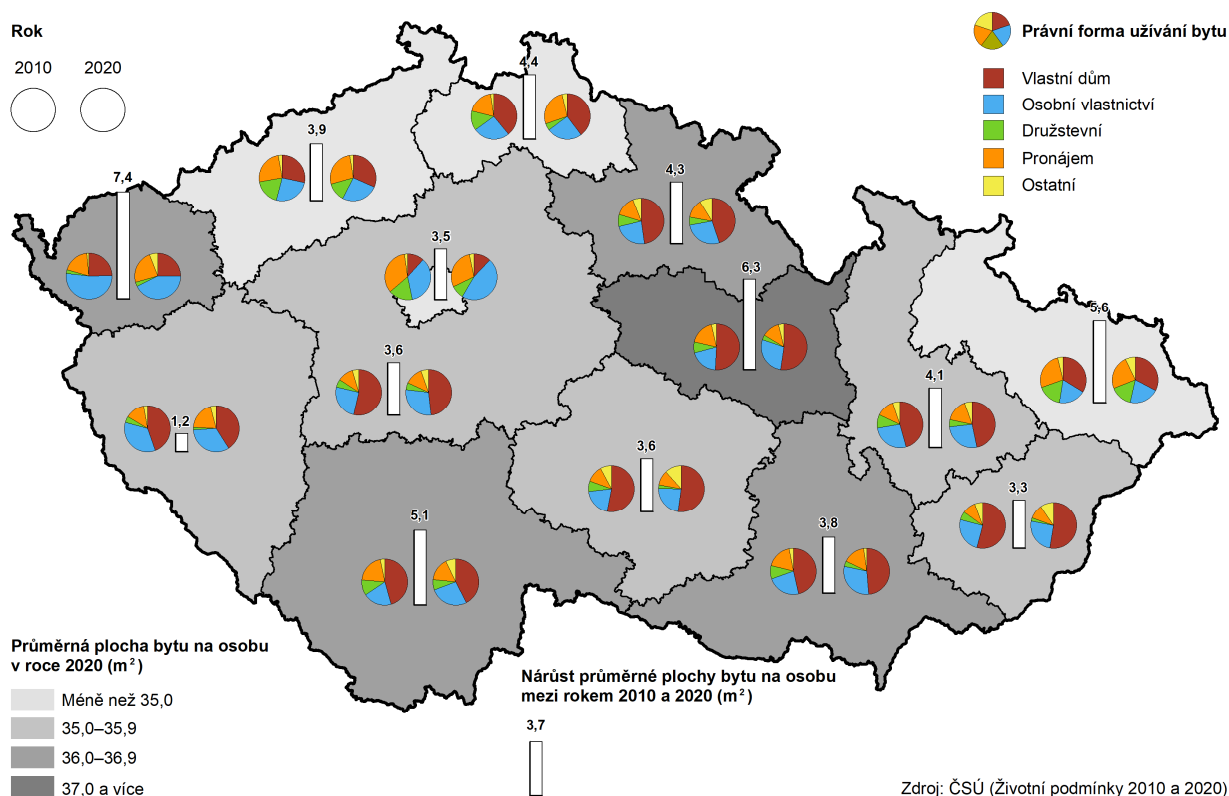 Rok
2010 2020
Právní forma užívání bytu
Vlastní dům
Osobní vlastnictví
Družstevní
Pronájem
Ostatní
4,4
3,9
7,4
4,3
3,5
6,3
5,6
3,6
4,1
1,2
3,6
3,3
5,1
3,8
Průměrná plocha bytu na osobu
v roce 2020 (m²)
Méně než 35,0
35,0–35,9
36,0–36,9
37,0 a více
Nárůst průměrné plochy bytu na osobu
mezi rokem 2010 a 2020 (m²)
3,7
Zdroj: ČSÚ (Životní podmínky 2010 a 2020)